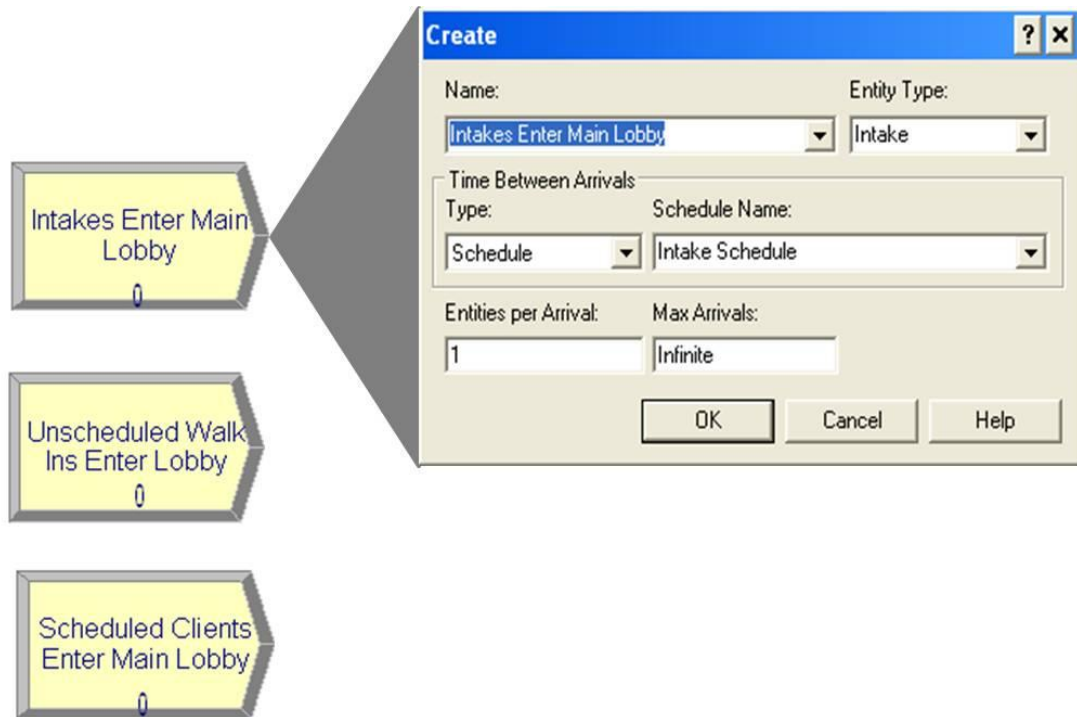 Intakes Enter Main
Lobby
0
Unscheduled Walk
Ins Enter Lobby
0
Scheduled Clients
Enter Main Lobby
0
Create
?
Name:
Entity Type:
Intakes Enter Main Lobby
Intake
Time Between Arrivals
Type:
Schedule Name:
Schedule
Intake Schedule
Entities per Arrival:
Max Arrivals:
1
Infinite
OK
Cancel
Help